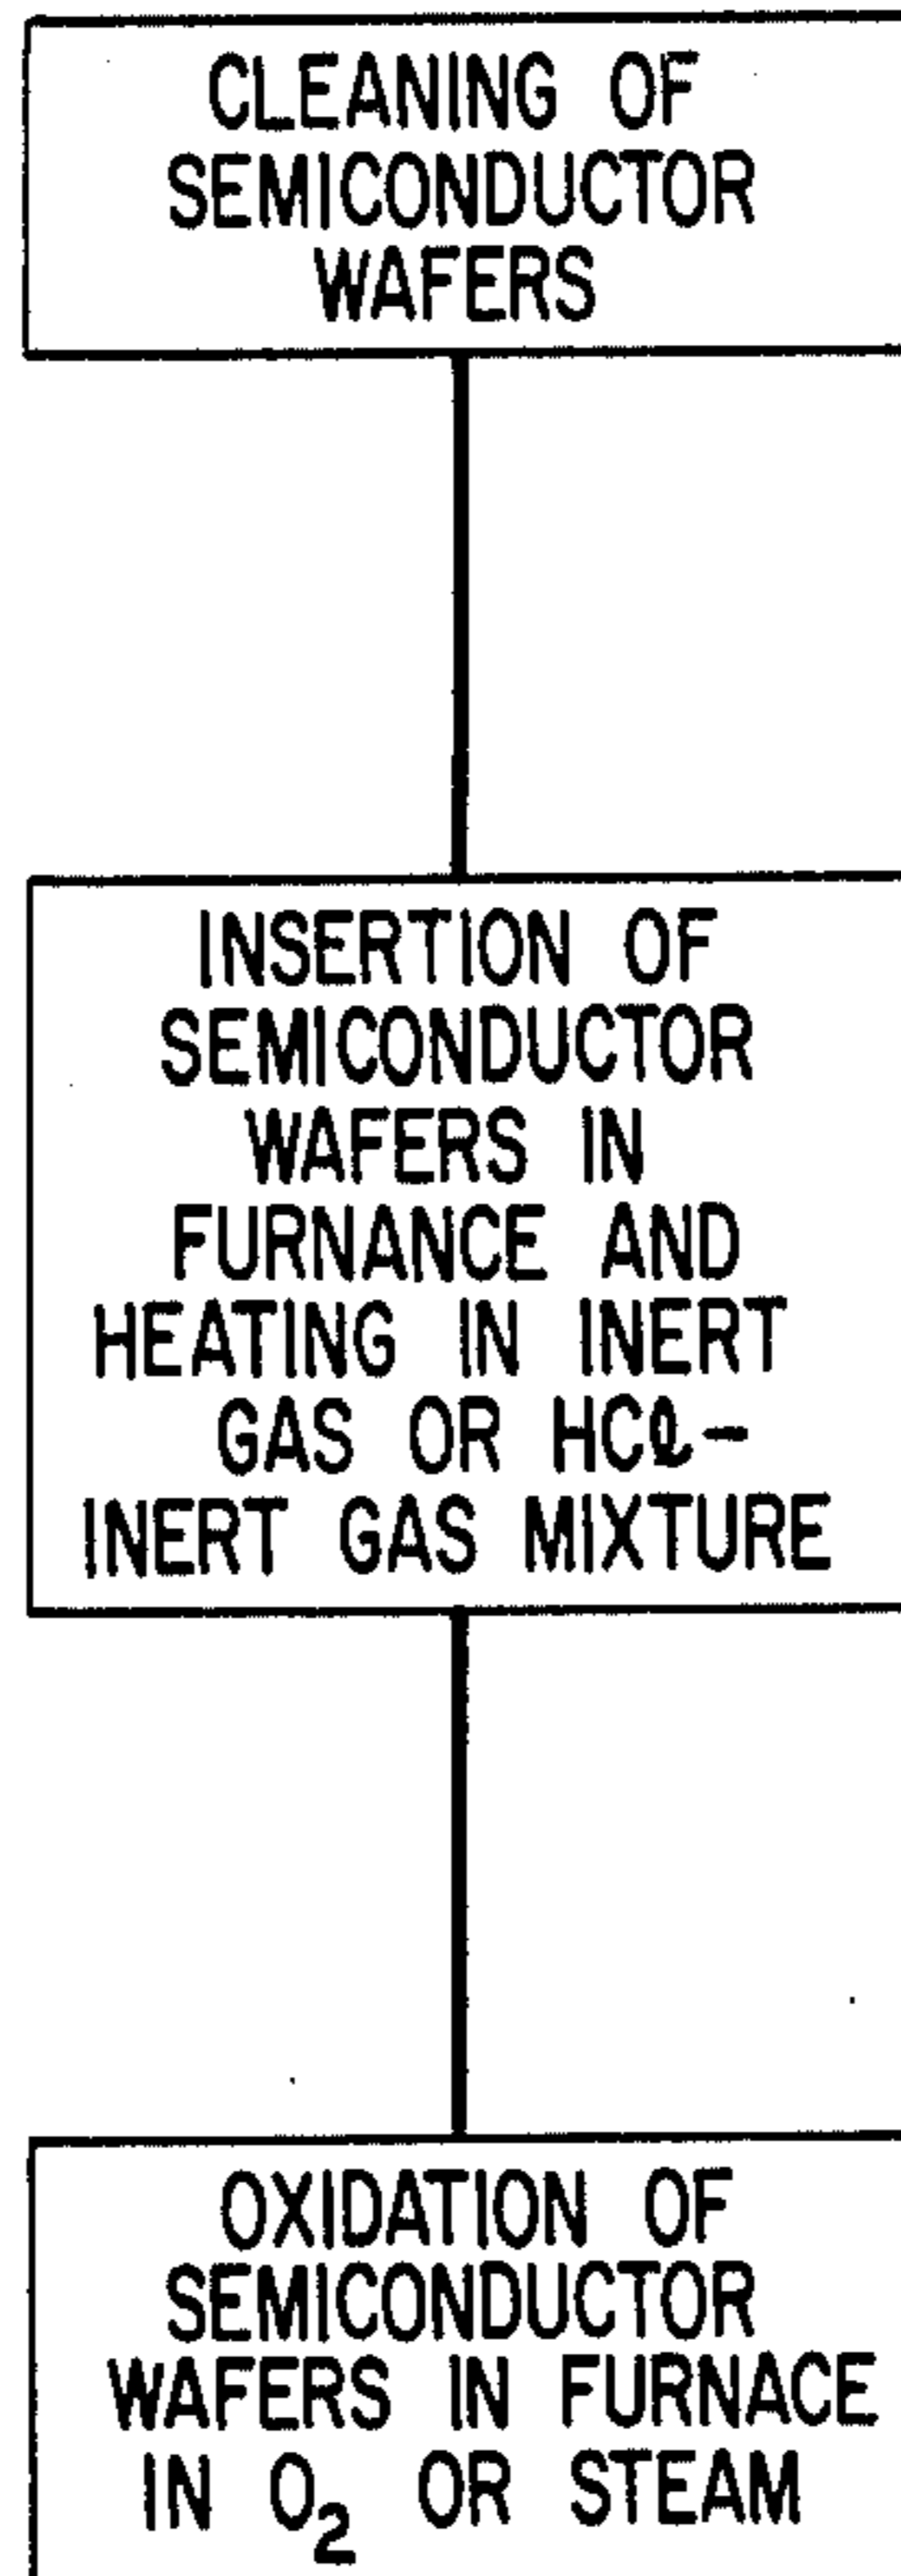 CLEANING OF
SEMICONDUCTOR
WAFERS
INSERTION OF
SEMICONDUCTOR
WAFERS IN
FURNANCE AND
HEATING IN INERT
GAS OR HCℓ-
INERT GAS MIXTURE
OXIDATION OF
SEMICONDUCTOR
WAFERS IN FURNACE
IN O₂ OR STEAM